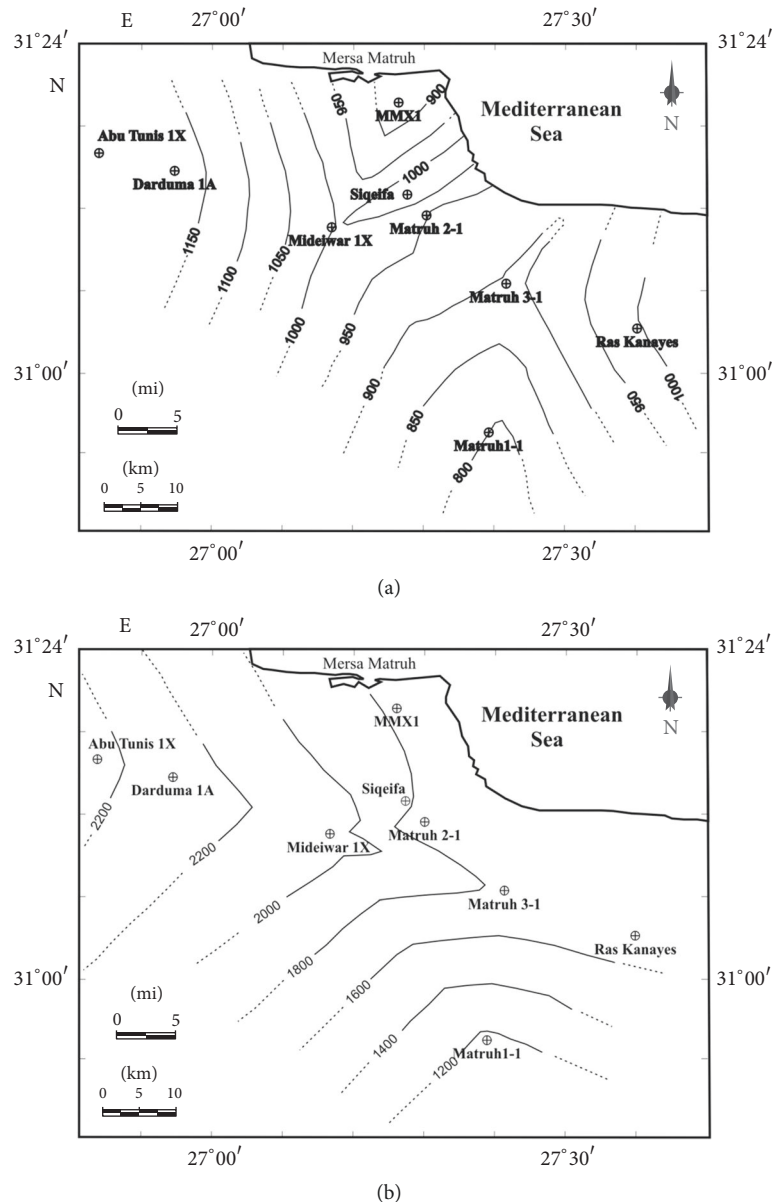 E 27°00′ 27°30′
31°24′ 31°24′
N
Mersa Matruh
Mediterranean
Sea
N
MMX1
900
950
Abu Tunis 1X
Darduma 1A
1000
Siqeifa
Matruh 2-1
Mideiwar 1X
1150
1100
1050
1000
950
Matruh 3-1
Ras Kanayes
31°00′ 31°00′
900
850
950
1000
(mi)
0 5
Matruh1-1
800
(km)
0 5 10
27°00′ 27°30′
(a)
E 27°00′ 27°30′
31°24′ 31°24′
N
Mersa Matruh
Mediterranean
Sea
N
MMX1
Abu Tunis 1X
Darduma 1A
Siqeifa
2200
2200
Mideiwar 1X
Matruh 2-1
Matruh 3-1
2000
Ras Kanayes
1800
31°00′ 31°00′
1600
(mi)
0 5
1400
Matruh1-1
1200
(km)
0 5 10
27°00′ 27°30′
(b)